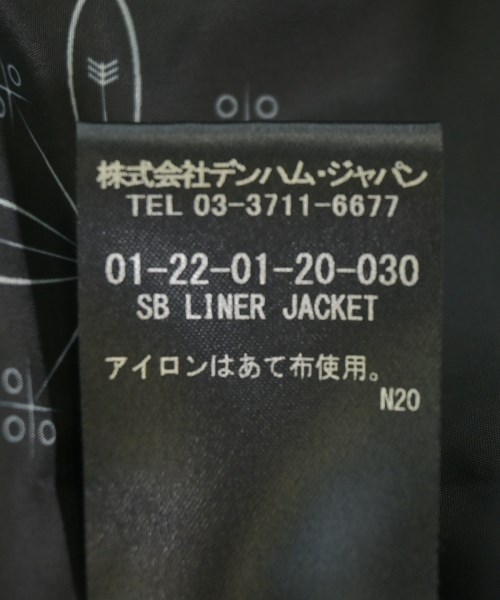 株式会社デンハム・ジャパン
TEL 03-3711-6677
01-22-01-20-030
SB LINER JACKET
アイロンはあて布使用。
N20